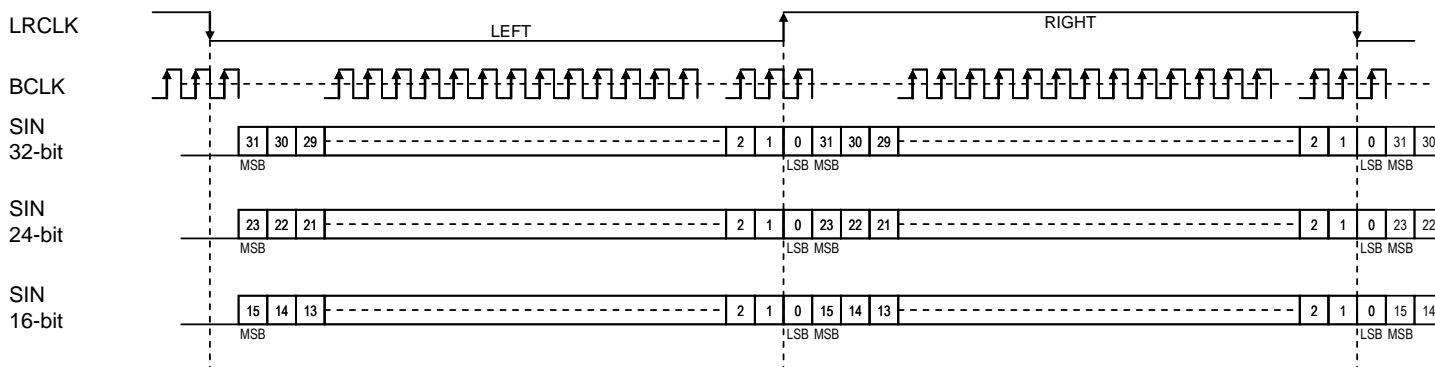 LRCLK
LEFT
RIGHT
BCLK
SIN
32-bit
31 30 29 2 1 0 31 30 29 2 1 0 31 30
MSB LSB MSB LSB MSB
SIN
24-bit
23 22 21 2 1 0 23 22 21 2 1 0 23 22
MSB LSB MSB LSB MSB
SIN
16-bit
15 14 13 2 1 0 15 14 13 2 1 0 15 14
MSB LSB MSB LSB MSB